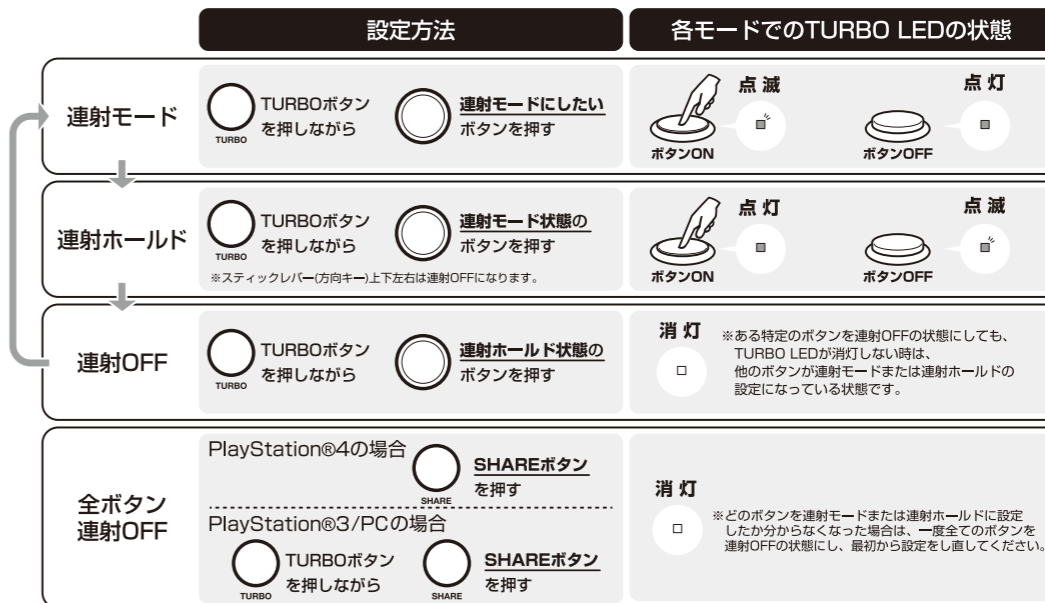 設定方法
各モードでのTURBO LEDの状態
連射モード
TURBOボタン
を押しながら
TURBO
連射モードにしたい
ボタンを押す
点滅
ボタンON
点灯
ボタンOFF
連射ホールド
TURBOボタン
を押しながら
TURBO
連射モード状態の
ボタンを押す
※スティックレバー(方向キー)上下左右は連射OFFになります。
点灯
ボタンON
点滅
ボタンOFF
連射OFF
TURBOボタン
を押しながら
TURBO
連射ホールド状態の
ボタンを押す
消灯
※ある特定のボタンを連射OFFの状態にしても、
TURBO LEDが消灯しない時は、
他のボタンが連射モードまたは連射ホールドの
設定になっている状態です。
全ボタン
連射OFF
PlayStation®4の場合
SHARE
SHAREボタン
を押す
PlayStation®3/PCの場合
TURBO
TURBOボタン
を押しながら
SHARE
SHAREボタン
を押す
消灯
※どのボタンを連射モードまたは連射ホールドに設定
したか分からなくなった場合は、一度全てのボタンを
連射OFFの状態にし、最初から設定をし直してください。